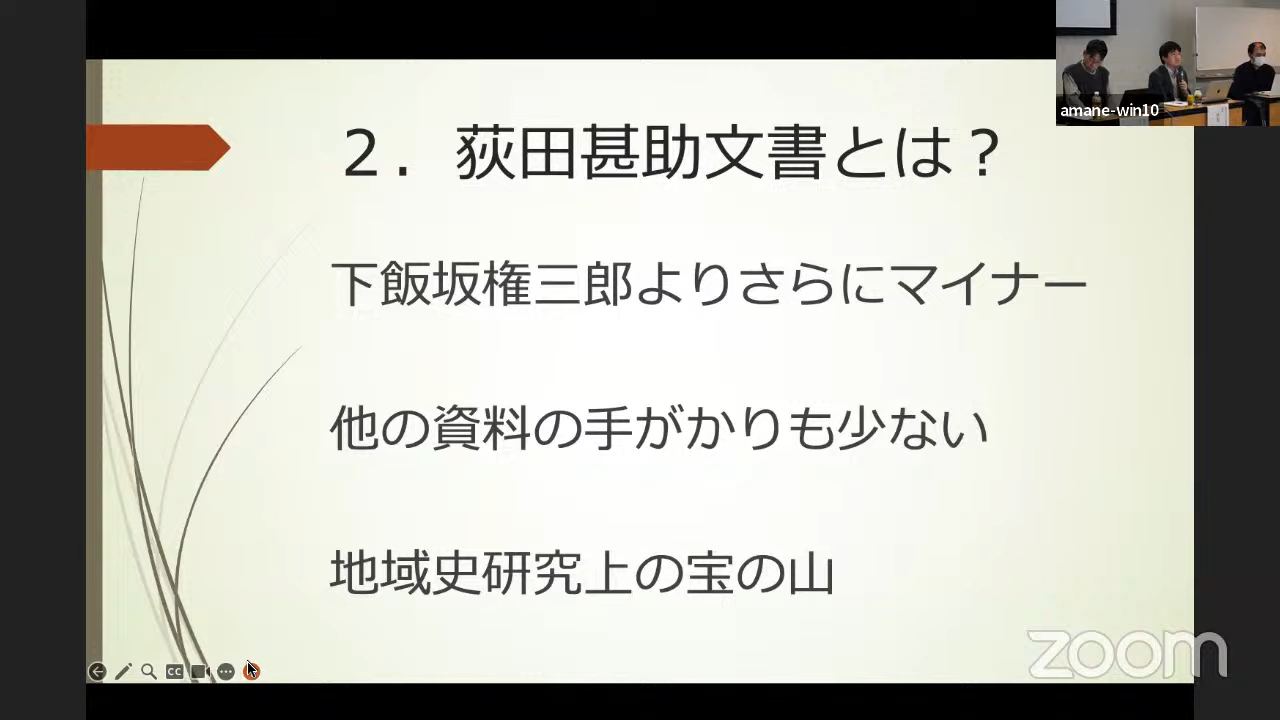 amane-win10
２．荻田甚助文書とは？
下飯坂権三郎よりさらにマイナー
他の資料の手がかりも少ない
地域史研究上の宝の山
CC
zoom